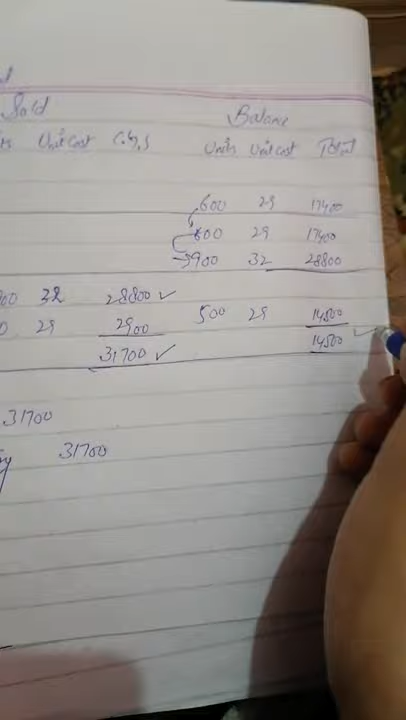 Sold Balance
Unit Cost C.G.S Units Unit Cost Total
600 29 17400
600 29 17400
900 32 28800
900 32 28800 ✓
29 2900 500 29 14500
31700 ✓ 14500 ✓
31700
31700